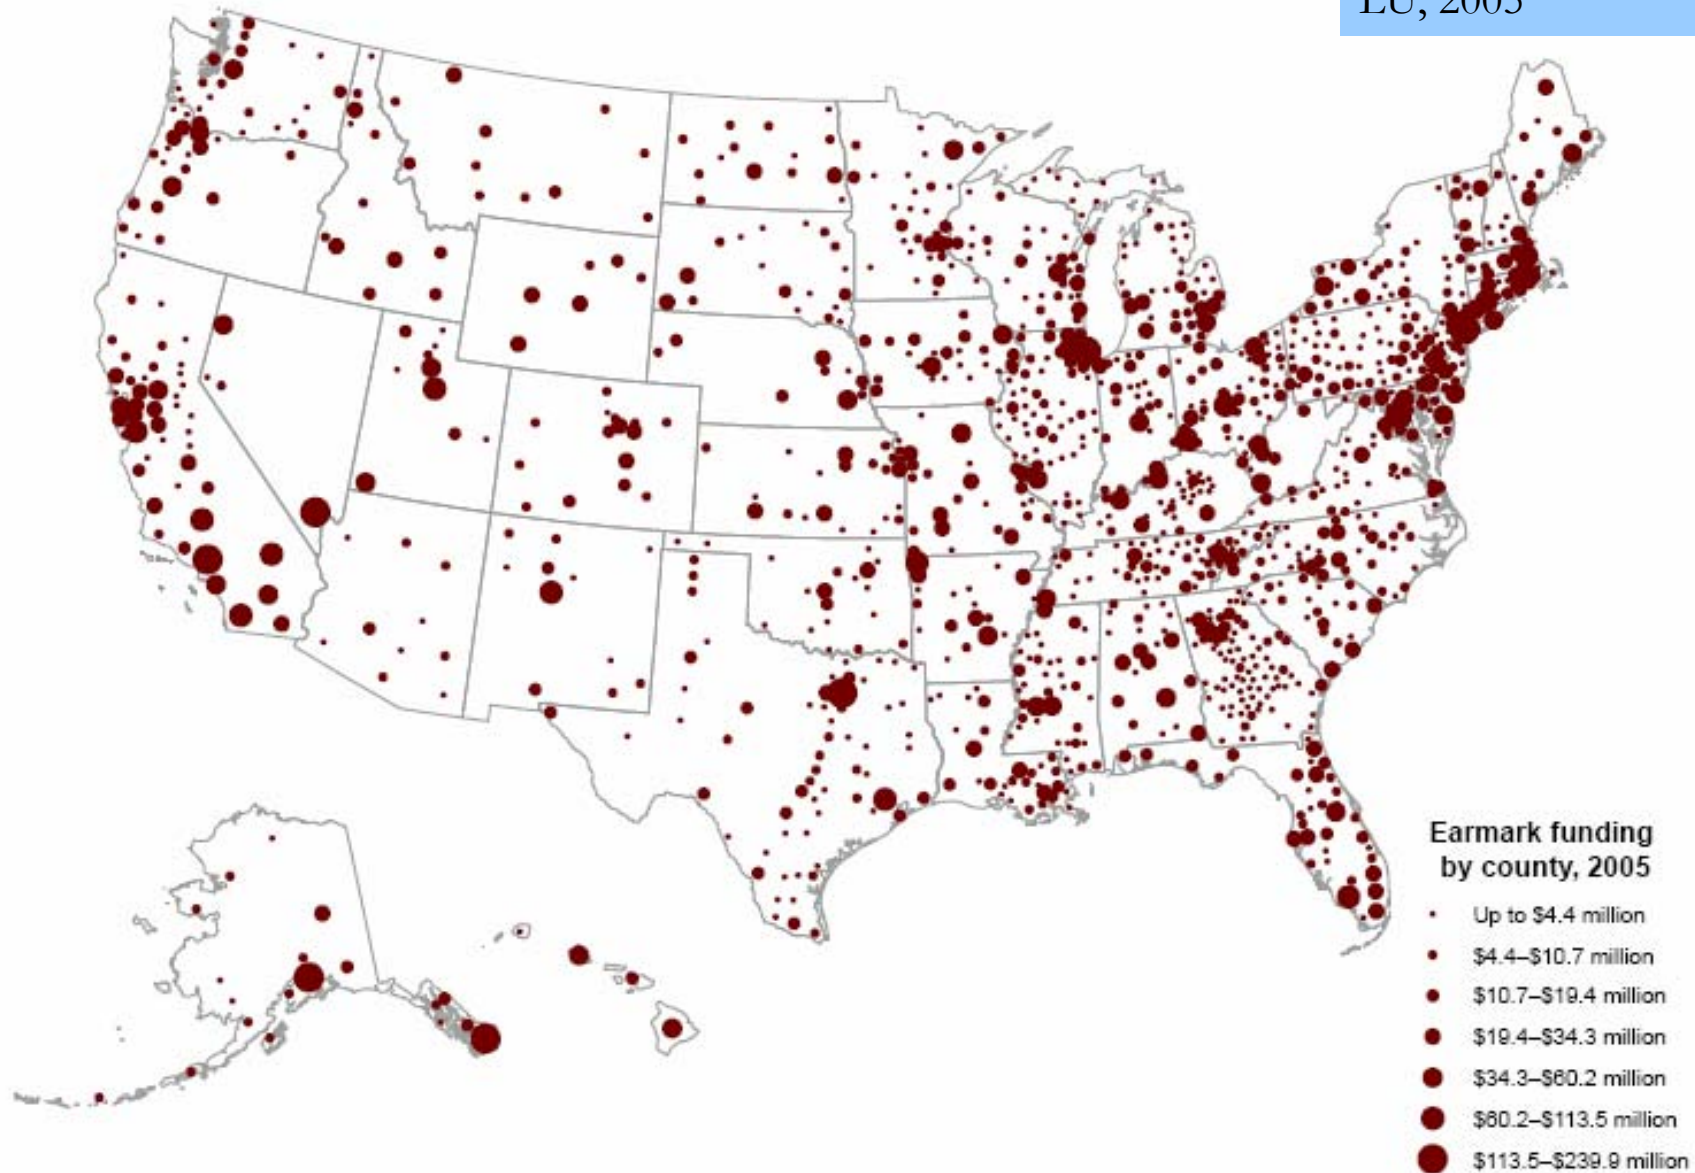 LU, 2005
Earmark funding
by county, 2005
Up to $4.4 million
$4.4–$10.7 million
$10.7–$19.4 million
$19.4–$34.3 million
$34.3–$60.2 million
$60.2–$113.5 million
$113.5–$239.9 million